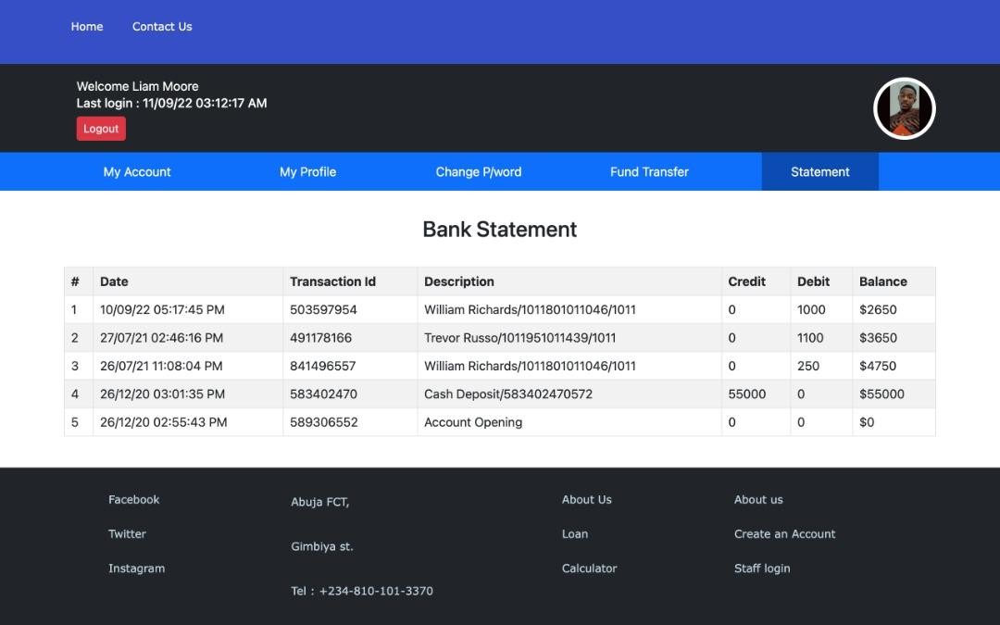 Home Contact Us
Welcome Liam Moore
Last login : 11/09/22 03:12:17 AM
Logout
My Account My Profile Change P/word Fund Transfer Statement
Bank Statement
# Date Transaction Id Description Credit Debit Balance
1 10/09/22 05:17:45 PM 503597954 William Richards/1011801011046/1011 0 1000 $2650
2 27/07/21 02:46:16 PM 491178166 Trevor Russo/1011951011439/1011 0 1100 $3650
3 26/07/21 11:08:04 PM 841496557 William Richards/1011801011046/1011 0 250 $4750
4 26/12/20 03:01:35 PM 583402470 Cash Deposit/583402470572 55000 0 $55000
5 26/12/20 02:55:43 PM 589306552 Account Opening 0 0 $0
Facebook
Twitter
Instagram
Abuja FCT,
Gimbiya st.
Tel : +234-810-101-3370
About Us
Loan
Calculator
About us
Create an Account
Staff login